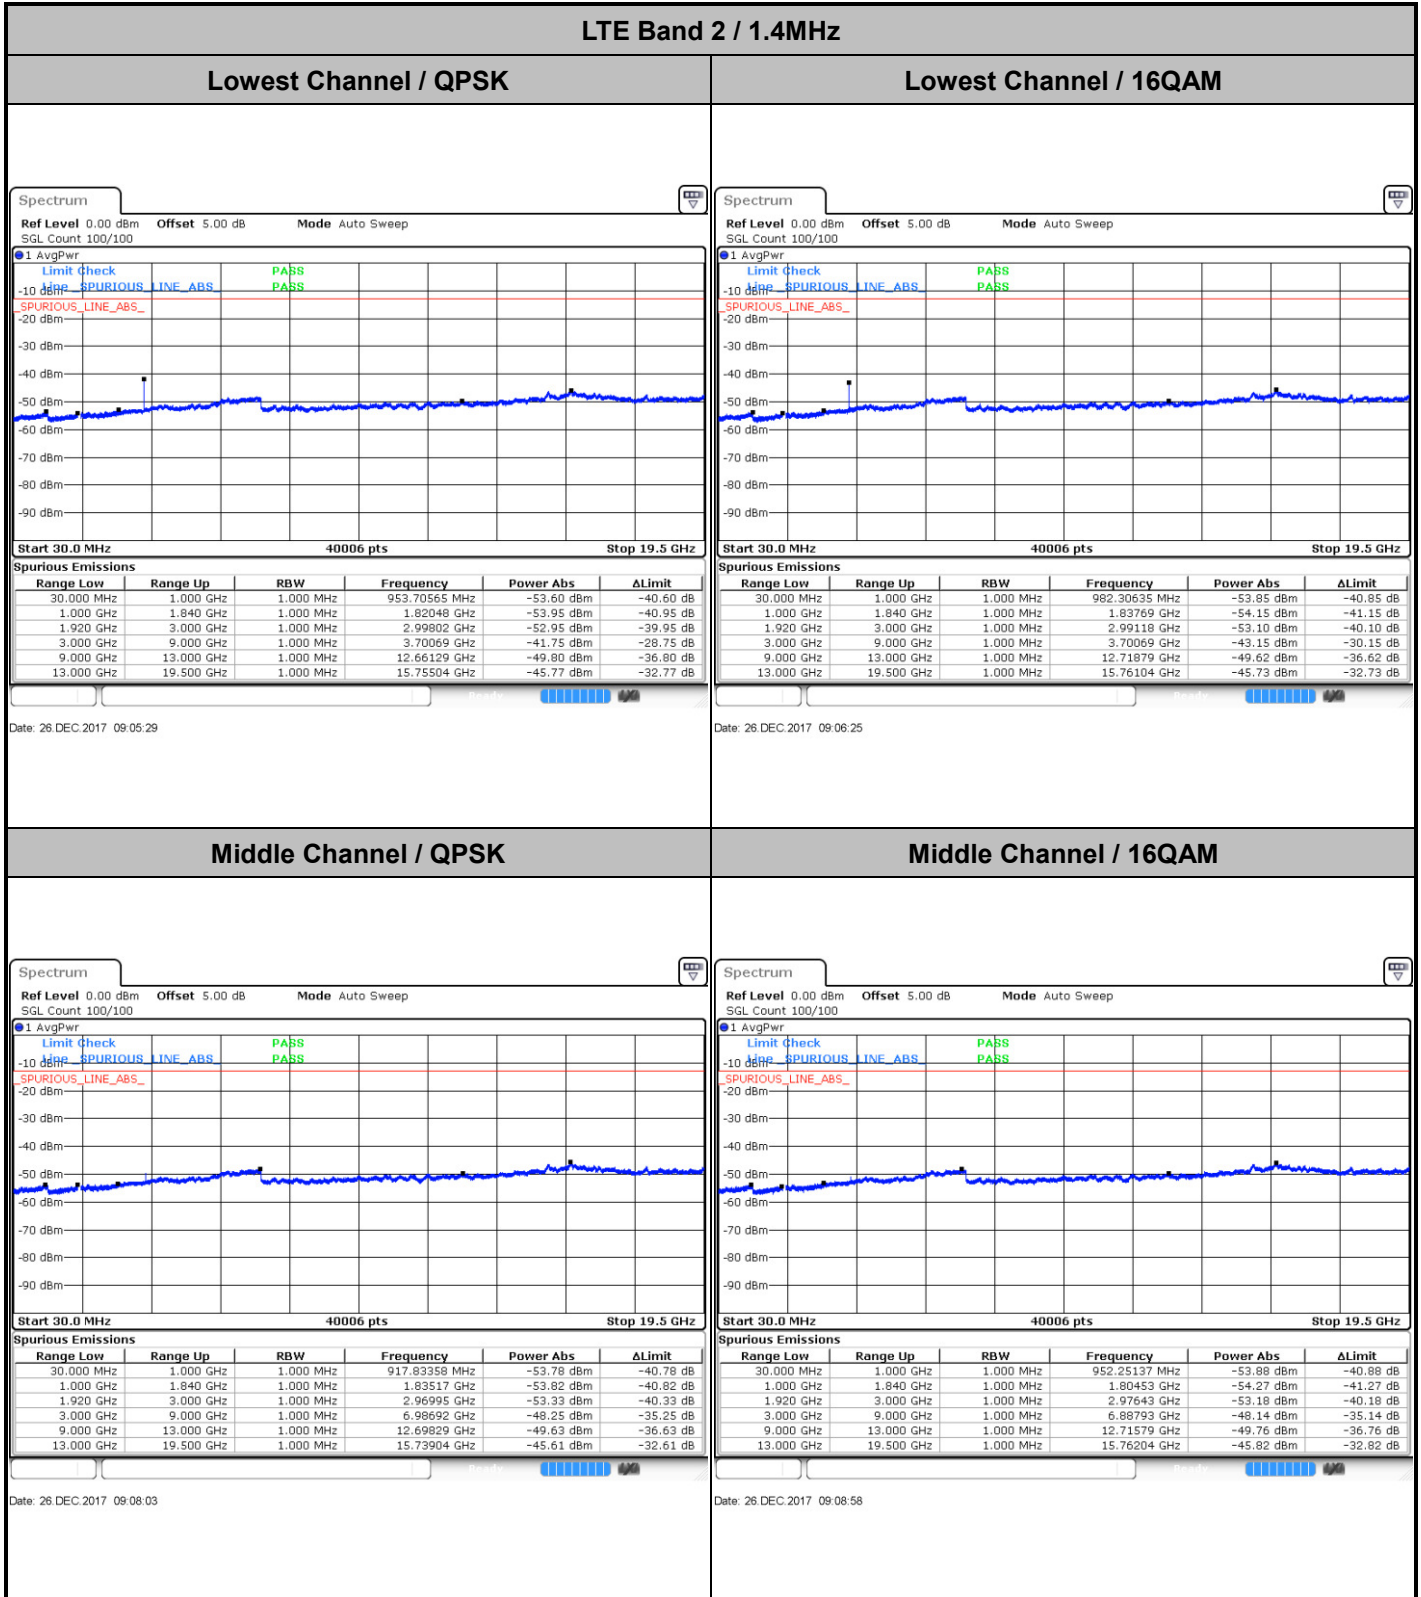 LTE Band 2 / 1.4MHz
Lowest Channel / QPSK
Lowest Channel / 16QAM
Spectrum
Ref Level 0.00 dBm Offset 5.00 dB Mode Auto Sweep
SGL Count 100/100
1 AvgPwr
Limit Check PASS
-10 dBm Line _SPURIOUS_LINE_ABS_ PASS
_SPURIOUS_LINE_ABS_
-20 dBm
-30 dBm
-40 dBm
-50 dBm
-60 dBm
-70 dBm
-80 dBm
-90 dBm
Start 30.0 MHz 40006 pts Stop 19.5 GHz
Spurious Emissions
Range Low Range Up RBW Frequency Power Abs ΔLimit
30.000 MHz 1.000 GHz 1.000 MHz 953.70565 MHz -53.60 dBm -40.60 dB
1.000 GHz 1.840 GHz 1.000 MHz 1.82048 GHz -53.95 dBm -40.95 dB
1.920 GHz 3.000 GHz 1.000 MHz 2.99802 GHz -52.95 dBm -39.95 dB
3.000 GHz 9.000 GHz 1.000 MHz 3.70069 GHz -41.75 dBm -28.75 dB
9.000 GHz 13.000 GHz 1.000 MHz 12.66129 GHz -49.80 dBm -36.80 dB
13.000 GHz 19.500 GHz 1.000 MHz 15.75504 GHz -45.77 dBm -32.77 dB
Date: 26.DEC.2017 09:05:29
Spectrum
Ref Level 0.00 dBm Offset 5.00 dB Mode Auto Sweep
SGL Count 100/100
1 AvgPwr
Limit Check PASS
-10 dBm Line _SPURIOUS_LINE_ABS_ PASS
_SPURIOUS_LINE_ABS_
-20 dBm
-30 dBm
-40 dBm
-50 dBm
-60 dBm
-70 dBm
-80 dBm
-90 dBm
Start 30.0 MHz 40006 pts Stop 19.5 GHz
Spurious Emissions
Range Low Range Up RBW Frequency Power Abs ΔLimit
30.000 MHz 1.000 GHz 1.000 MHz 982.30635 MHz -53.85 dBm -40.85 dB
1.000 GHz 1.840 GHz 1.000 MHz 1.83769 GHz -54.15 dBm -41.15 dB
1.920 GHz 3.000 GHz 1.000 MHz 2.99118 GHz -53.10 dBm -40.10 dB
3.000 GHz 9.000 GHz 1.000 MHz 3.70069 GHz -43.15 dBm -30.15 dB
9.000 GHz 13.000 GHz 1.000 MHz 12.71879 GHz -49.62 dBm -36.62 dB
13.000 GHz 19.500 GHz 1.000 MHz 15.76104 GHz -45.73 dBm -32.73 dB
Ready
Date: 26.DEC.2017 09:06:25
Middle Channel / QPSK
Middle Channel / 16QAM
Spectrum
Ref Level 0.00 dBm Offset 5.00 dB Mode Auto Sweep
SGL Count 100/100
1 AvgPwr
Limit Check PASS
-10 dBm Line _SPURIOUS_LINE_ABS_ PASS
_SPURIOUS_LINE_ABS_
-20 dBm
-30 dBm
-40 dBm
-50 dBm
-60 dBm
-70 dBm
-80 dBm
-90 dBm
Start 30.0 MHz 40006 pts Stop 19.5 GHz
Spurious Emissions
Range Low Range Up RBW Frequency Power Abs ΔLimit
30.000 MHz 1.000 GHz 1.000 MHz 917.83358 MHz -53.78 dBm -40.78 dB
1.000 GHz 1.840 GHz 1.000 MHz 1.83517 GHz -53.82 dBm -40.82 dB
1.920 GHz 3.000 GHz 1.000 MHz 2.96995 GHz -53.33 dBm -40.33 dB
3.000 GHz 9.000 GHz 1.000 MHz 6.98692 GHz -48.25 dBm -35.25 dB
9.000 GHz 13.000 GHz 1.000 MHz 12.69829 GHz -49.63 dBm -36.63 dB
13.000 GHz 19.500 GHz 1.000 MHz 15.73904 GHz -45.61 dBm -32.61 dB
Date: 26.DEC.2017 09:08:03
Spectrum
Ref Level 0.00 dBm Offset 5.00 dB Mode Auto Sweep
SGL Count 100/100
1 AvgPwr
Limit Check PASS
-10 dBm Line _SPURIOUS_LINE_ABS_ PASS
_SPURIOUS_LINE_ABS_
-20 dBm
-30 dBm
-40 dBm
-50 dBm
-60 dBm
-70 dBm
-80 dBm
-90 dBm
Start 30.0 MHz 40006 pts Stop 19.5 GHz
Spurious Emissions
Range Low Range Up RBW Frequency Power Abs ΔLimit
30.000 MHz 1.000 GHz 1.000 MHz 952.25137 MHz -53.88 dBm -40.88 dB
1.000 GHz 1.840 GHz 1.000 MHz 1.80453 GHz -54.27 dBm -41.27 dB
1.920 GHz 3.000 GHz 1.000 MHz 2.97643 GHz -53.18 dBm -40.18 dB
3.000 GHz 9.000 GHz 1.000 MHz 6.88793 GHz -48.14 dBm -35.14 dB
9.000 GHz 13.000 GHz 1.000 MHz 12.71579 GHz -49.76 dBm -36.76 dB
13.000 GHz 19.500 GHz 1.000 MHz 15.76204 GHz -45.82 dBm -32.82 dB
Date: 26.DEC.2017 09:08:58